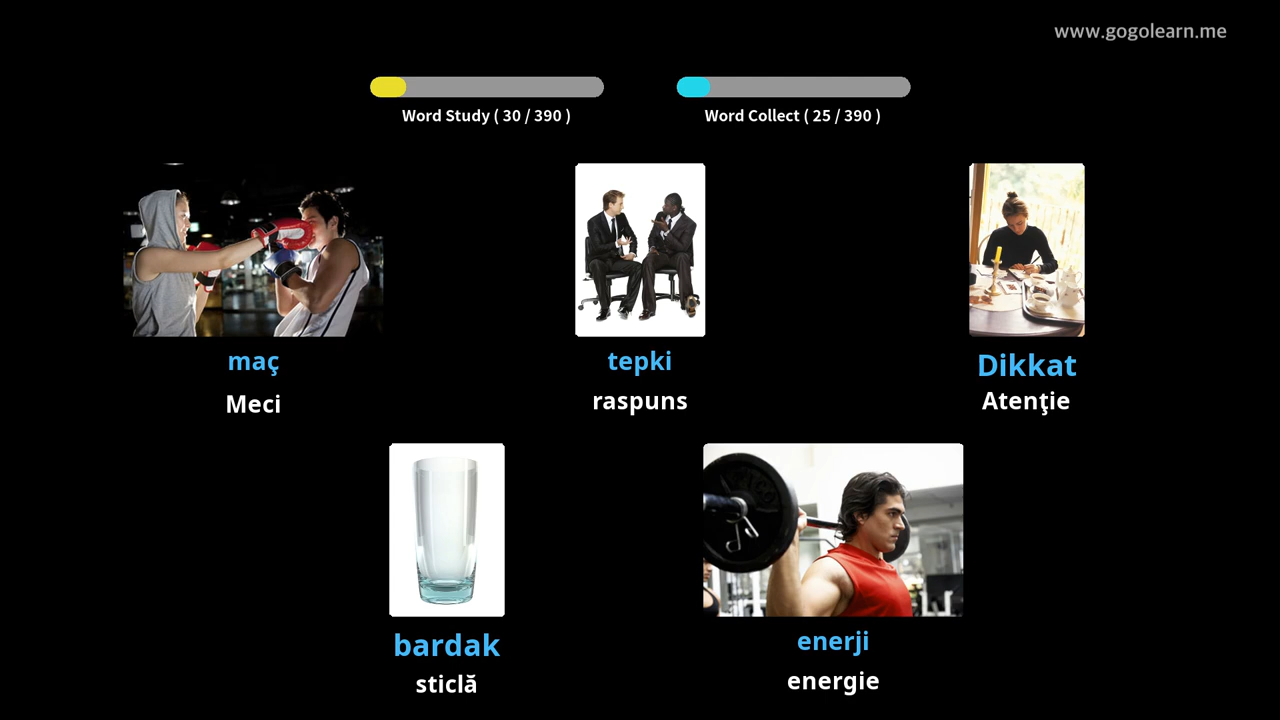 www.gogolearn.me
Word Study ( 30 / 390 )
Word Collect ( 25 / 390 )
maç
Meci
tepki
raspuns
Dikkat
Atenţie
bardak
sticlă
enerji
energie